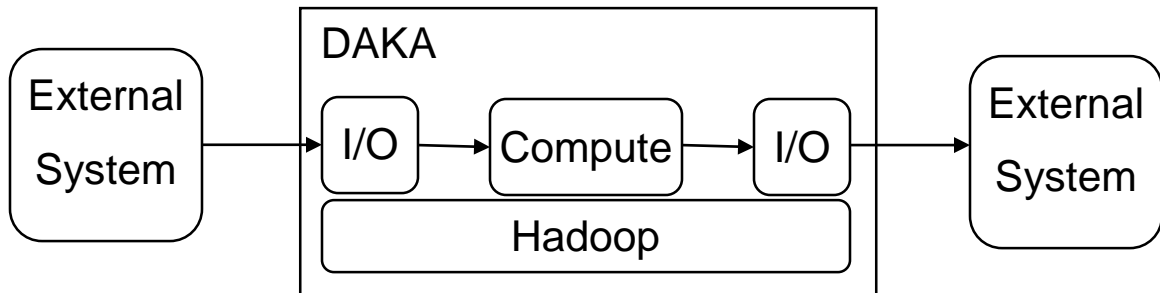 DAKA
External
System
I/O
Compute
I/O
Hadoop
External
System